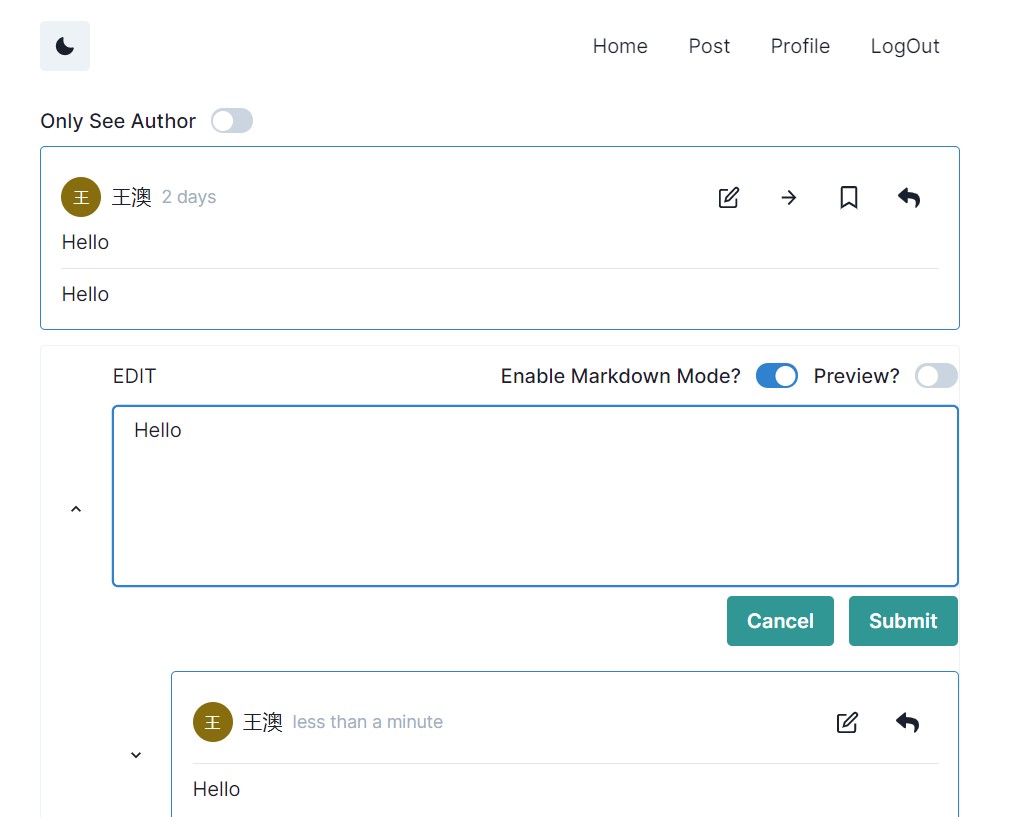 Home Post Profile LogOut
Only See Author
王 王澳 2 days
Hello
Hello
EDIT Enable Markdown Mode? Preview?
Hello
Cancel Submit
王 王澳 less than a minute
Hello